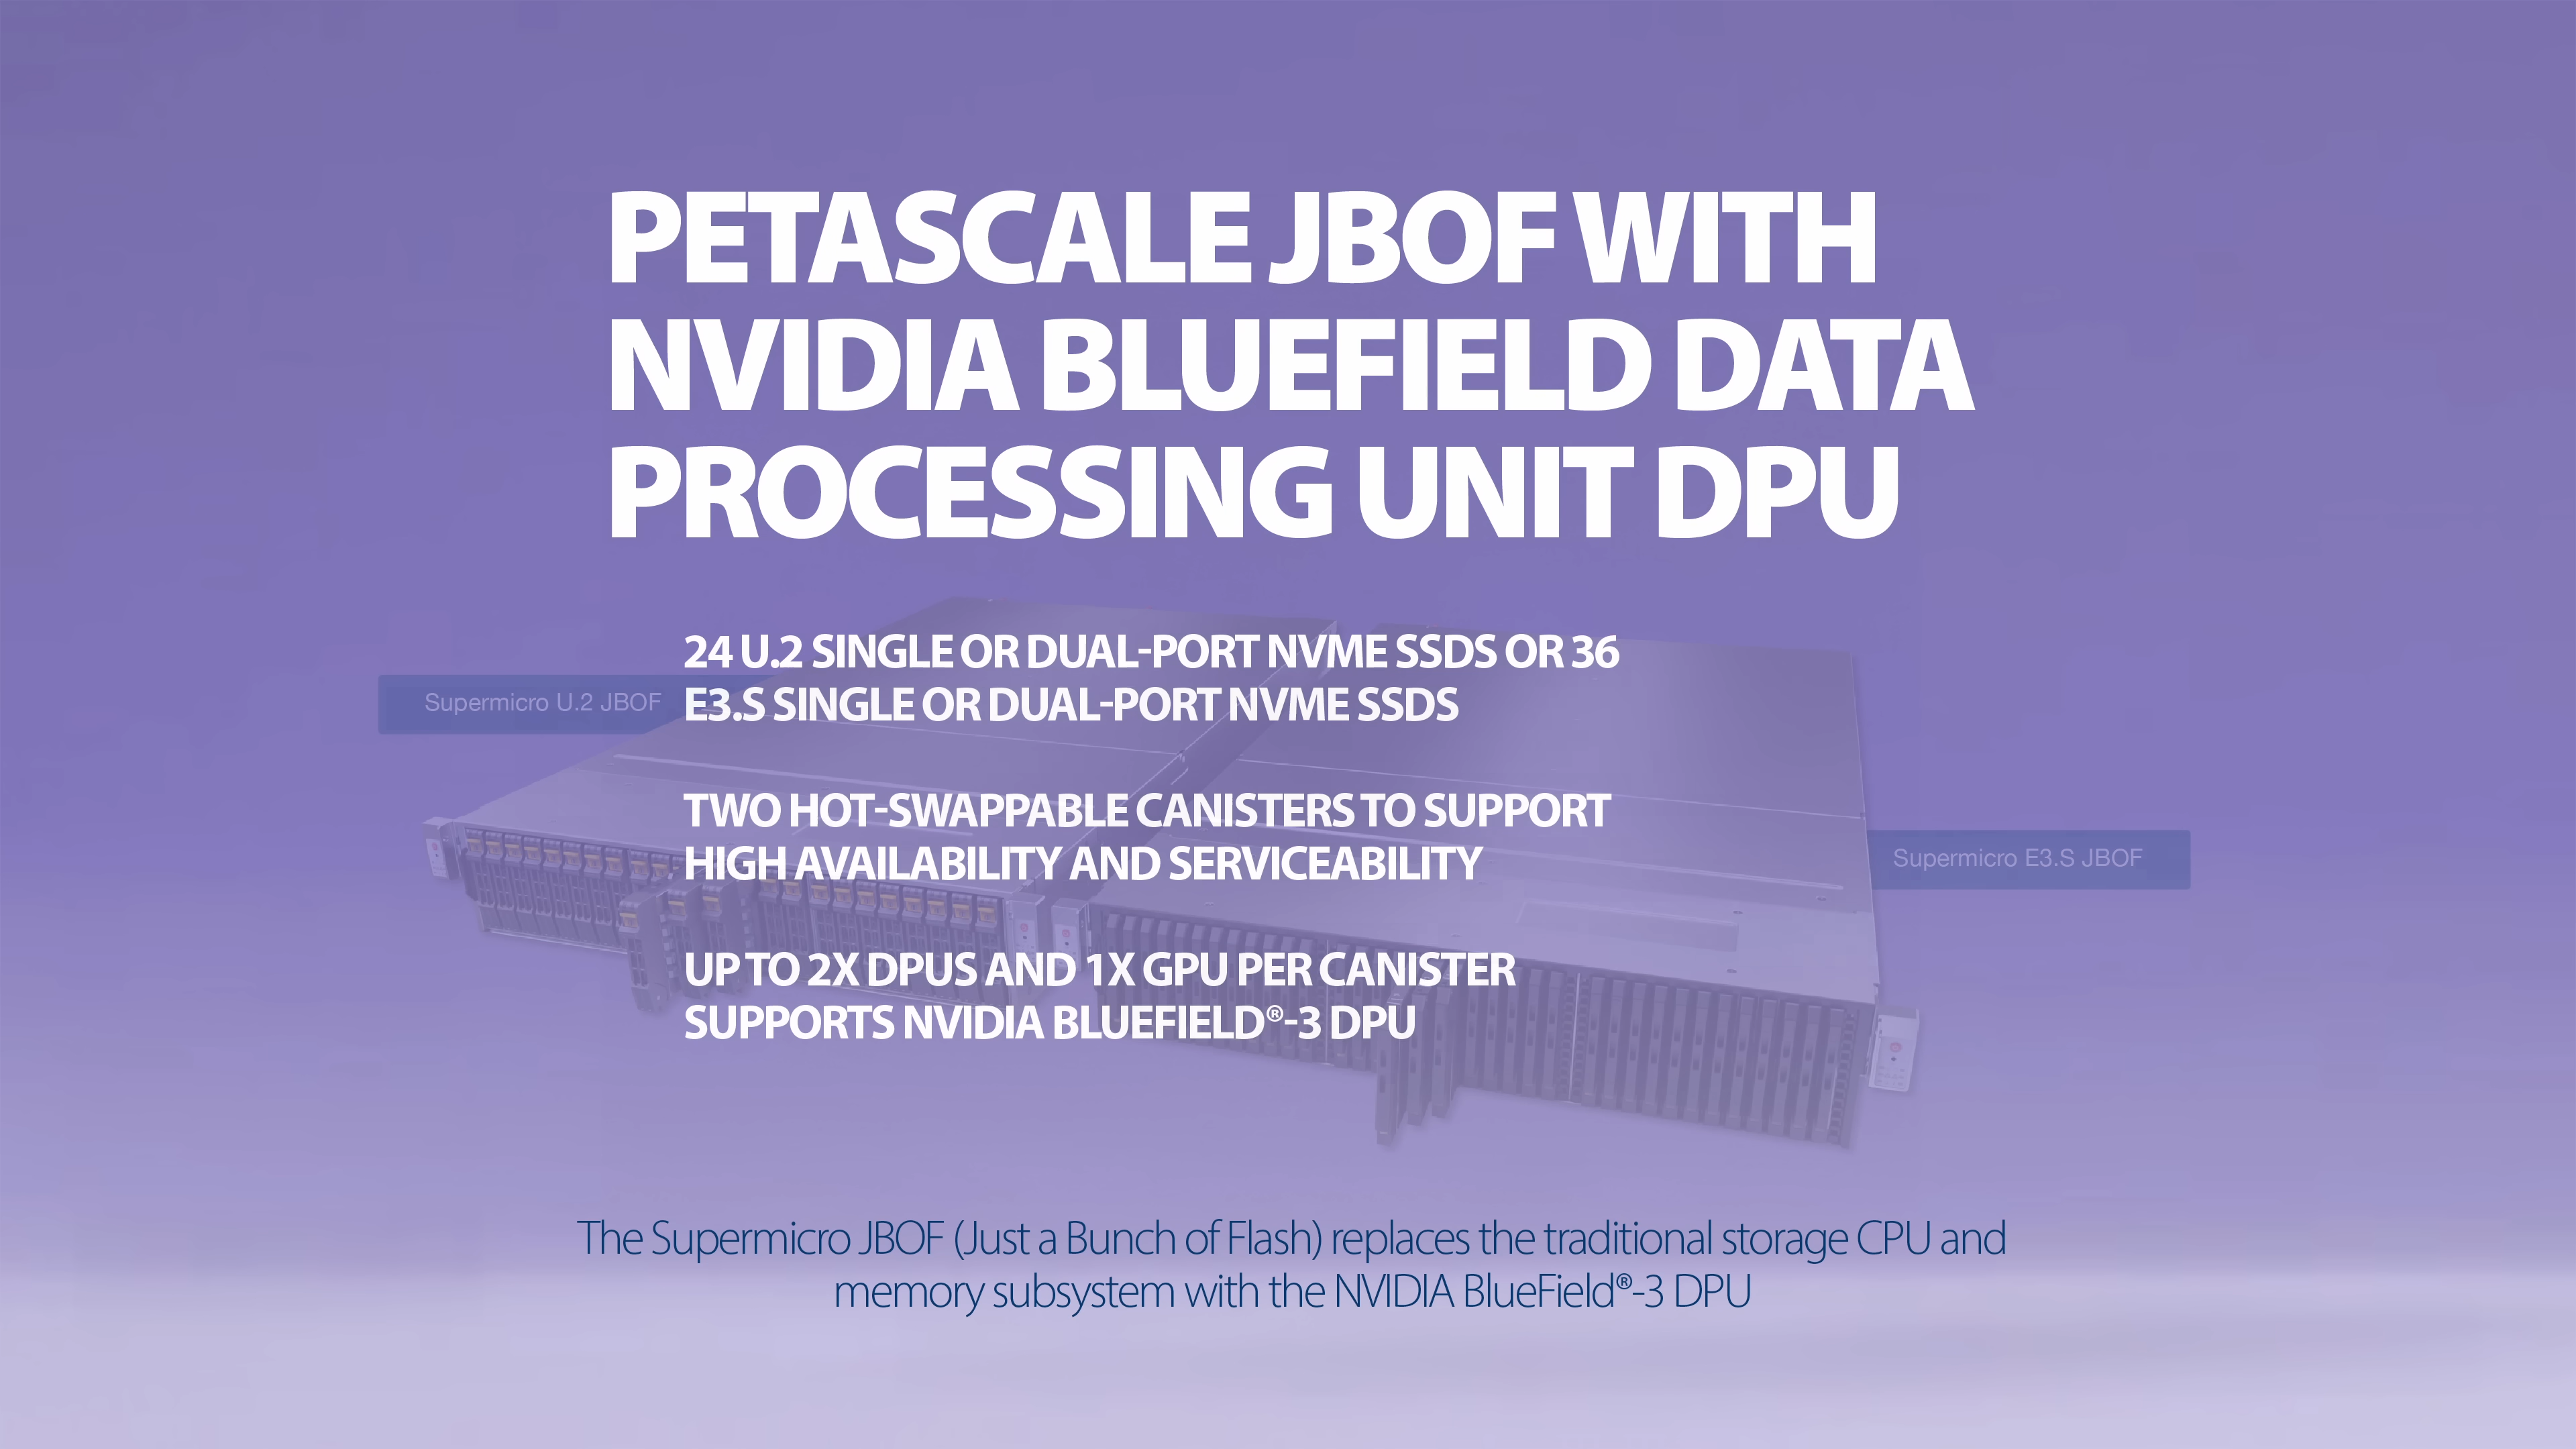 PETASCALE JBOF WITH
NVIDIA BLUEFIELD DATA
PROCESSING UNIT DPU
24 U.2 SINGLE OR DUAL-PORT NVME SSDS OR 36
E3.S SINGLE OR DUAL-PORT NVME SSDS
Supermicro U.2 JBOF
TWO HOT-SWAPPABLE CANISTERS TO SUPPORT
HIGH AVAILABILITY AND SERVICEABILITY
Supermicro E3.S JBOF
UP TO 2X DPUS AND 1X GPU PER CANISTER
SUPPORTS NVIDIA BLUEFIELD®-3 DPU
The Supermicro JBOF (Just a Bunch of Flash) replaces the traditional storage CPU and
memory subsystem with the NVIDIA BlueField®-3 DPU